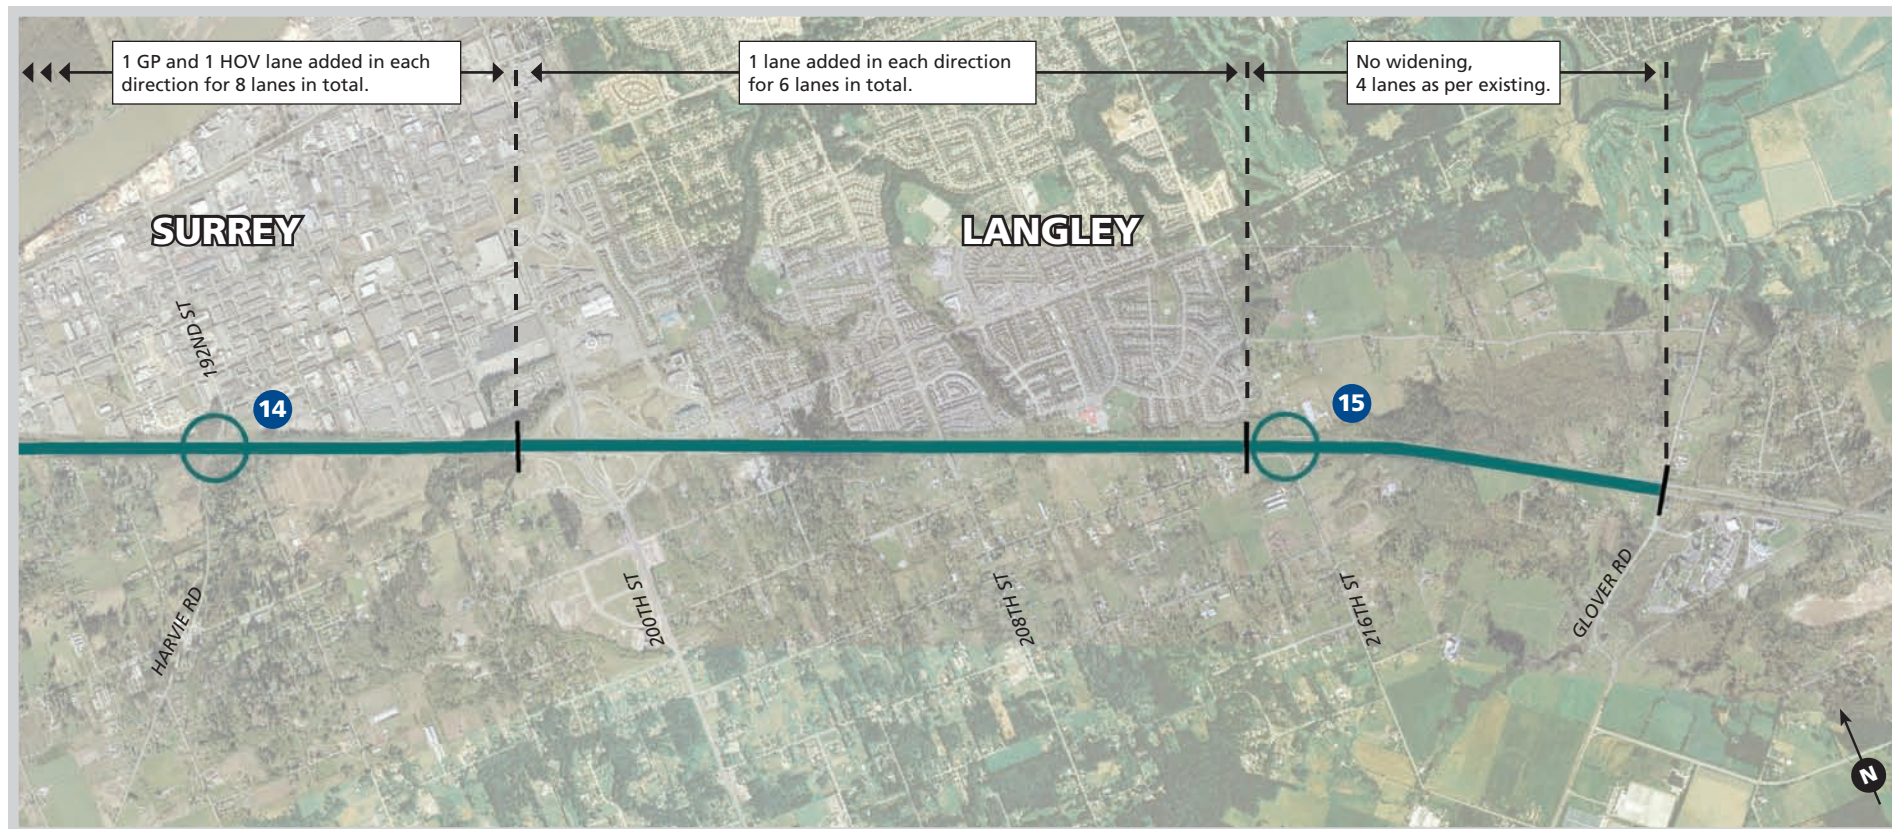 1 GP and 1 HOV lane added in each
direction for 8 lanes in total.
1 lane added in each direction
for 6 lanes in total.
No widening,
4 lanes as per existing.
SURREY
LANGLEY
192ND ST
14
15
HARVIE RD
200TH ST
208TH ST
216TH ST
GLOVER RD
N